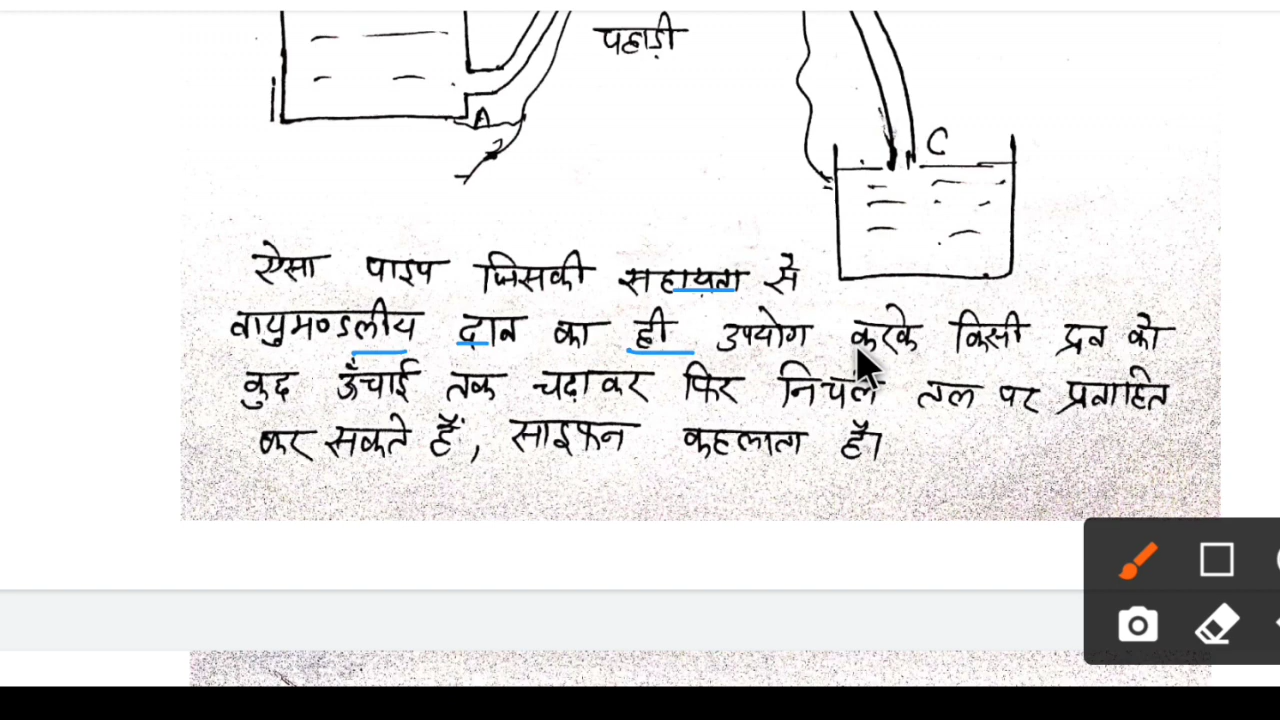 पहाड़ी
A
C
ऐसा पाइप जिसकी सहायता से
वायुमण्डलीय दाब का ही उपयोग करके किसी द्रव को
कुछ ऊँचाई तक चढ़ाकर फिर निचले तल पर प्रवाहित
कर सकते हैं, साइफन कहलाता है।